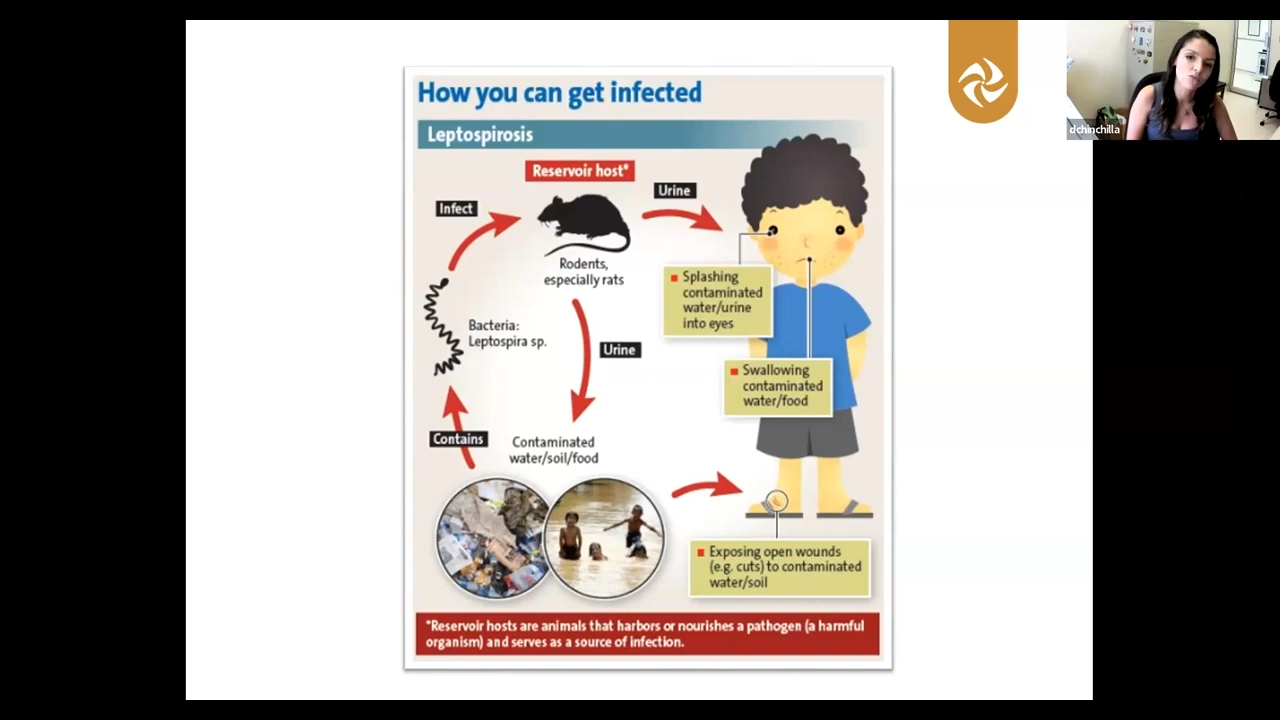 How you can get infected
Leptospirosis
Reservoir host*
Urine
Infect
Rodents,
especially rats
Splashing
contaminated
water/urine
into eyes
Bacteria:
Leptospira sp.
Urine
Swallowing
contaminated
water/food
Contains
Contaminated
water/soil/food
Exposing open wounds
(e.g. cuts) to contaminated
water/soil
*Reservoir hosts are animals that harbors or nourishes a pathogen (a harmful
organism) and serves as a source of infection.
dchinchilla